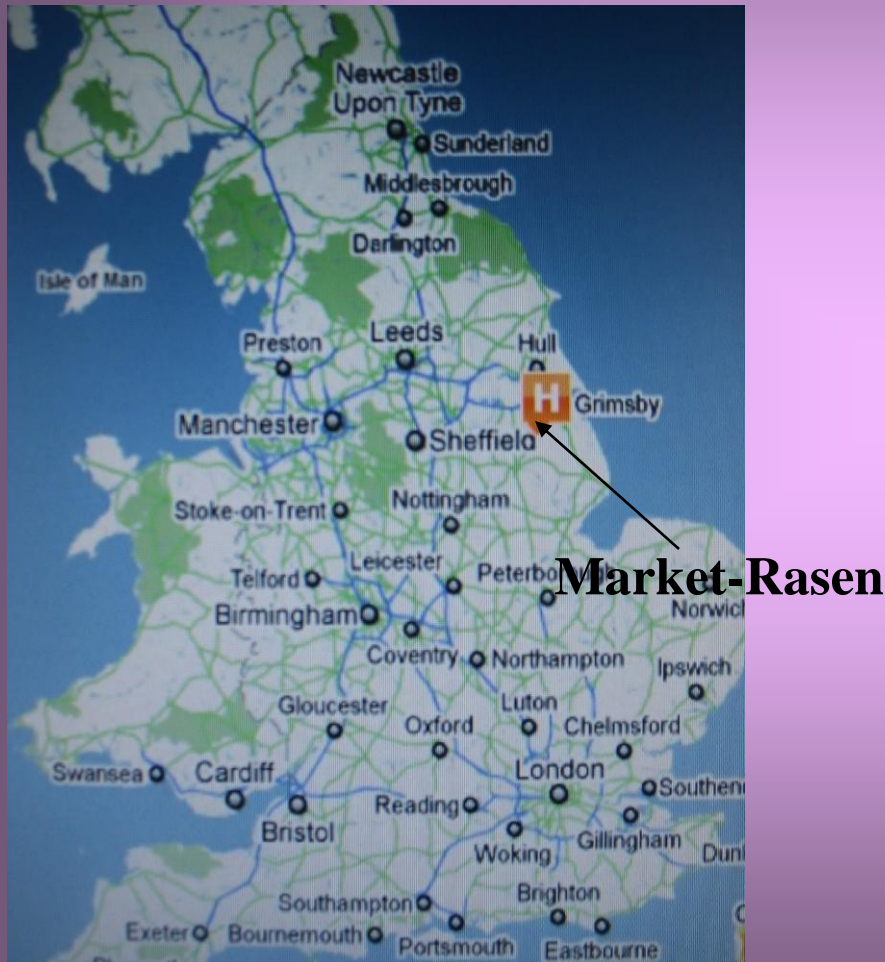 Newcastle
Upon Tyne
Sunderland
Middlesbrough
Darlington
Isle of Man
Leeds
Preston
Hull
H
Grimsby
Manchester
Sheffield
Nottingham
Stoke-on-Trent
Leicester
Telford
Market-Rasen
Birmingham
Coventry
Northampton
Ipswich
Gloucester
Luton
Oxford
Chelmsford
Swansea
Cardiff
London
Reading
Bristol
Gillingham
Woking
Brighton
Southampton
Exeter
Bournemouth
Portsmouth
Eastbourne